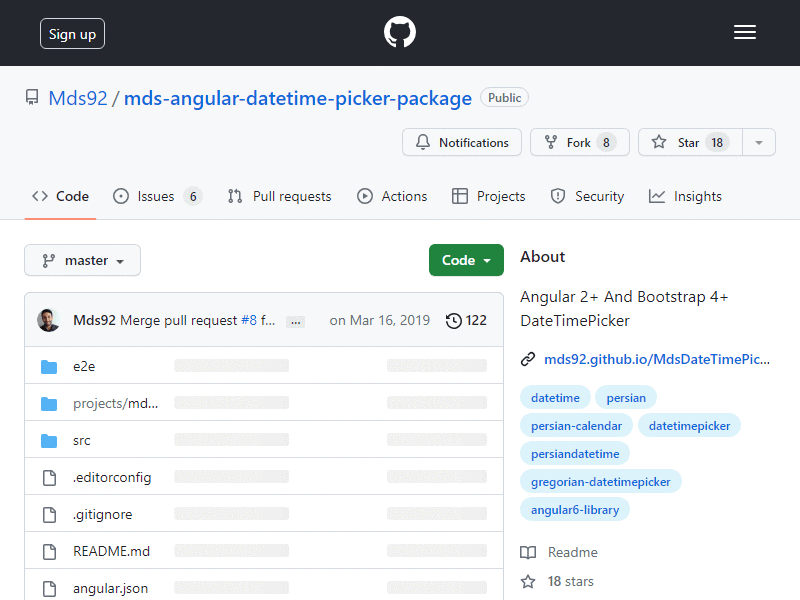 Sign up
Mds92 / mds-angular-datetime-picker-package Public
Notifications Fork 8 Star 18
Code Issues 6 Pull requests Actions Projects Security Insights
master Code
Mds92 Merge pull request #8 f... ... on Mar 16, 2019 122
e2e
projects/md...
src
.editorconfig
.gitignore
README.md
angular.json
About
Angular 2+ And Bootstrap 4+
DateTimePicker
mds92.github.io/MdsDateTimePic...
datetime persian
persian-calendar datetimepicker
persiandatetime
gregorian-datetimepicker
angular6-library
Readme
18 stars